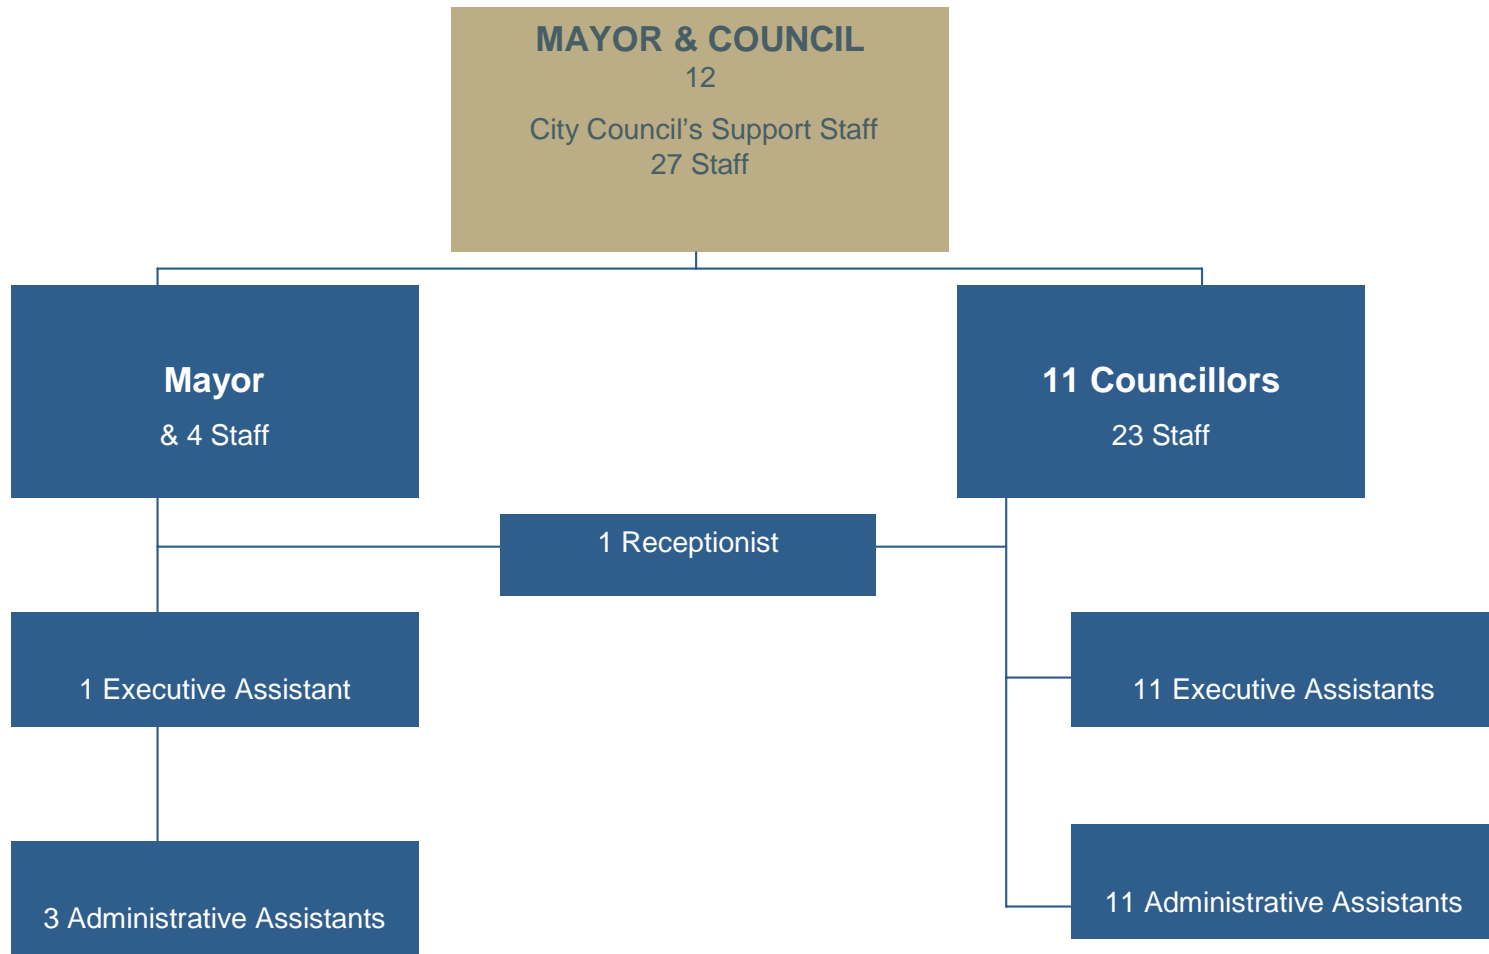 MAYOR & COUNCIL
12
City Council’s Support Staff
27 Staff
Mayor
& 4 Staff
11 Councillors
23 Staff
1 Receptionist
1 Executive Assistant
11 Executive Assistants
3 Administrative Assistants
11 Administrative Assistants